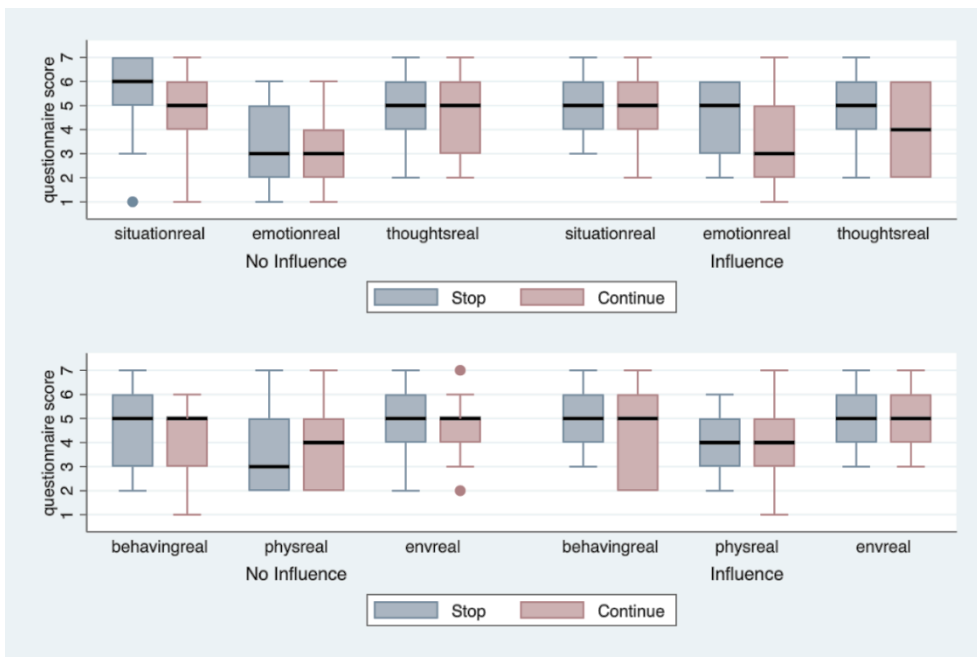 questionnaire score
7
6
5
4
3
2
1
situationreal emotionreal thoughtsreal situationreal emotionreal thoughtsreal
No Influence Influence
Stop Continue
questionnaire score
7
6
5
4
3
2
1
behavingreal physreal envreal behavingreal physreal envreal
No Influence Influence
Stop Continue